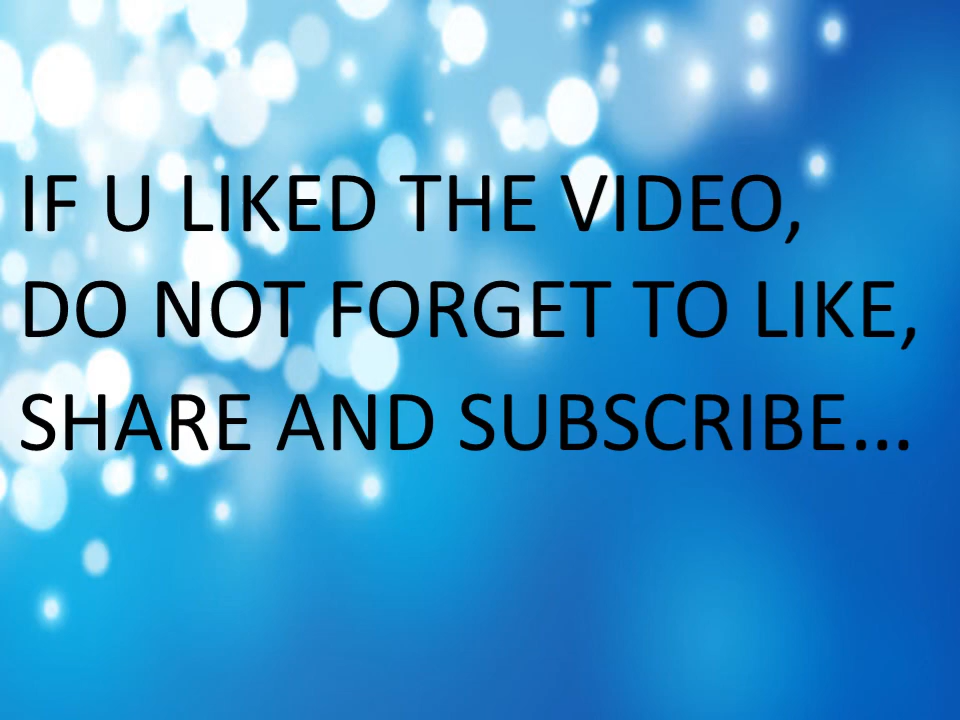 IF U LIKED THE VIDEO,
DO NOT FORGET TO LIKE,
SHARE AND SUBSCRIBE...